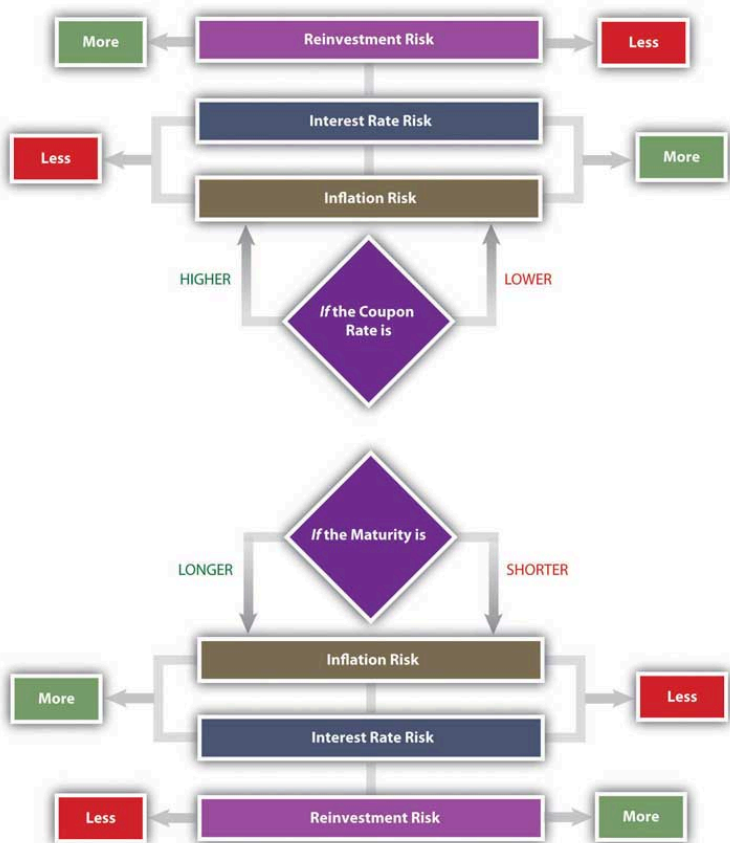 More
Reinvestment Risk
Less
Interest Rate Risk
Less
More
Inflation Risk
HIGHER
LOWER
If the Coupon
Rate is
If the Maturity is
LONGER
SHORTER
Inflation Risk
More
Less
Interest Rate Risk
Less
Reinvestment Risk
More